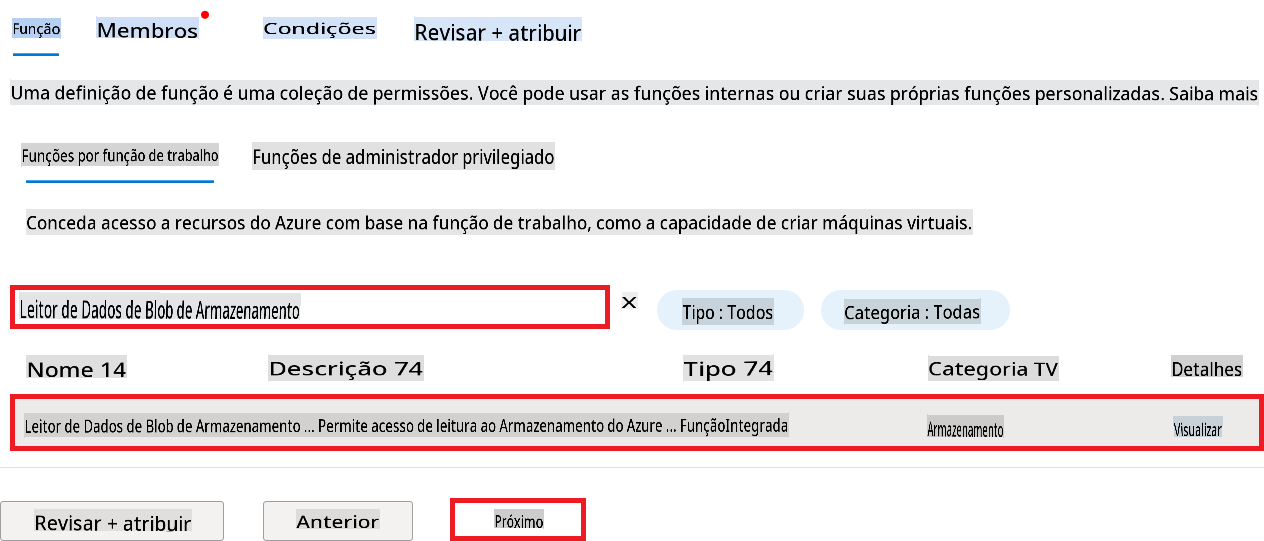 Função Membros Condições Revisar + atribuir
Uma definição de função é uma coleção de permissões. Você pode usar as funções internas ou criar suas próprias funções personalizadas. Saiba mais
Funções por função de trabalho Funções de administrador privilegiado
Conceda acesso a recursos do Azure com base na função de trabalho, como a capacidade de criar máquinas virtuais.
Leitor de Dados de Blob de Armazenamento × Tipo : Todos Categoria : Todas
Nome 14 Descrição 74 Tipo 74 Categoria TV Detalhes
Leitor de Dados de Blob de Armazenamento ... Permite acesso de leitura ao Armazenamento do Azure ... FunçãoIntegrada Armazenamento Visualizar
Revisar + atribuir Anterior Próximo